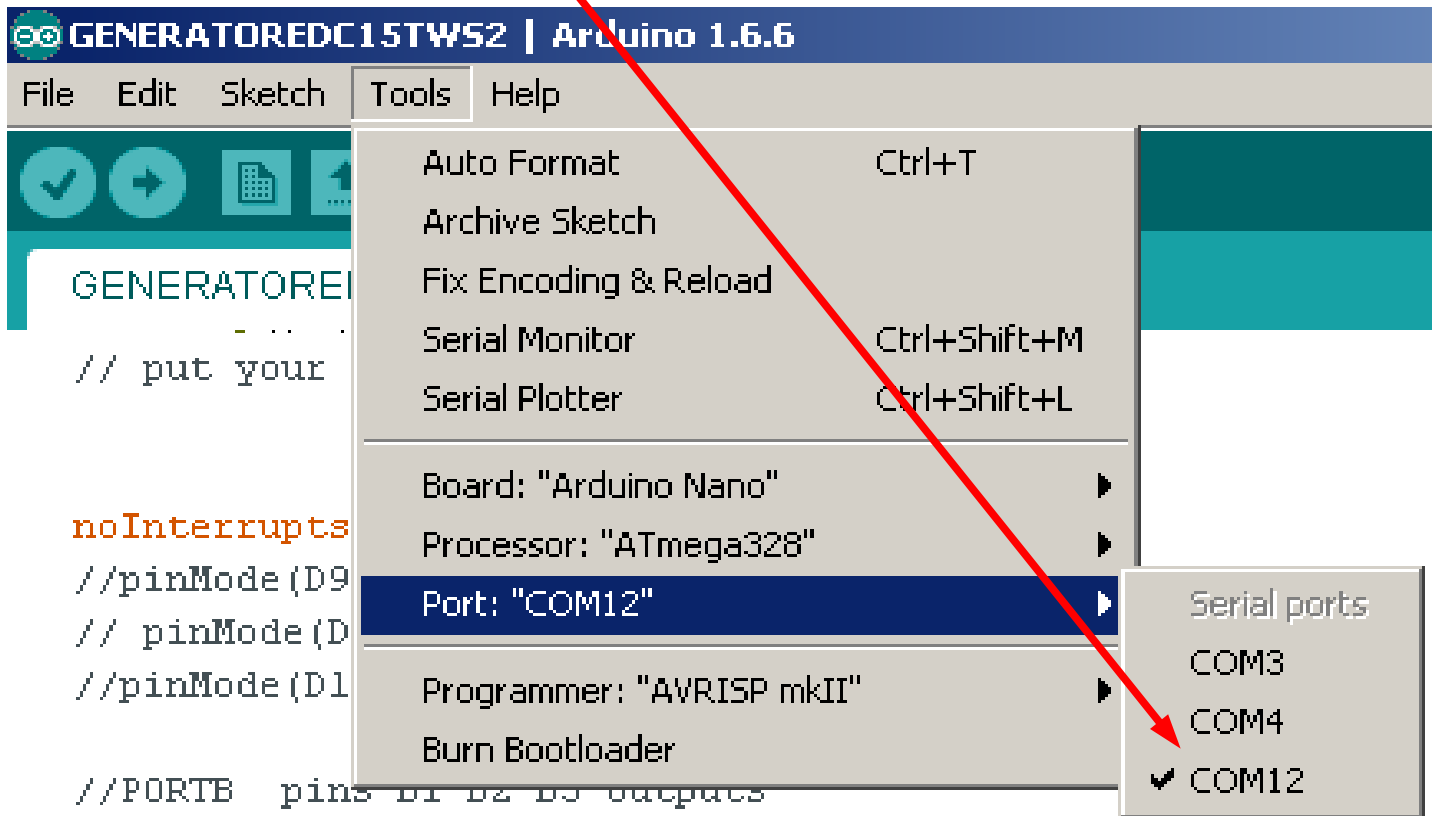 GENERATOREDC15TWS2 | Arduino 1.6.6
File Edit Sketch Tools Help
Auto Format Ctrl+T
Archive Sketch
Fix Encoding & Reload
Serial Monitor Ctrl+Shift+M
Serial Plotter Ctrl+Shift+L
Board: "Arduino Nano"
Processor: "ATmega328"
Port: "COM12"
Programmer: "AVRISP mkII"
Burn Bootloader
Serial ports
COM3
COM4
COM12
GENERATORE
// put your
noInterrupts
//pinMode(D9
// pinMode(D
//pinMode(D1
//PORTB pins outputs